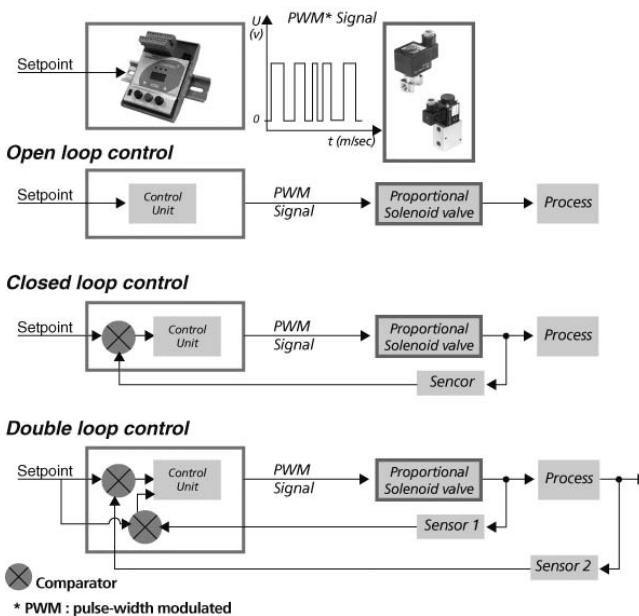 U
(v)
PWM* Signal
Setpoint
0
t (m/sec)
Open loop control
Setpoint
Control
Unit
PWM
Signal
Proportional
Solenoid valve
Process
Closed loop control
Setpoint
Control
Unit
PWM
Signal
Proportional
Solenoid valve
Process
Sencor
Double loop control
Setpoint
Control
Unit
PWM
Signal
Proportional
Solenoid valve
Process
Sensor 1
Sensor 2
Comparator
* PWM : pulse-width modulated